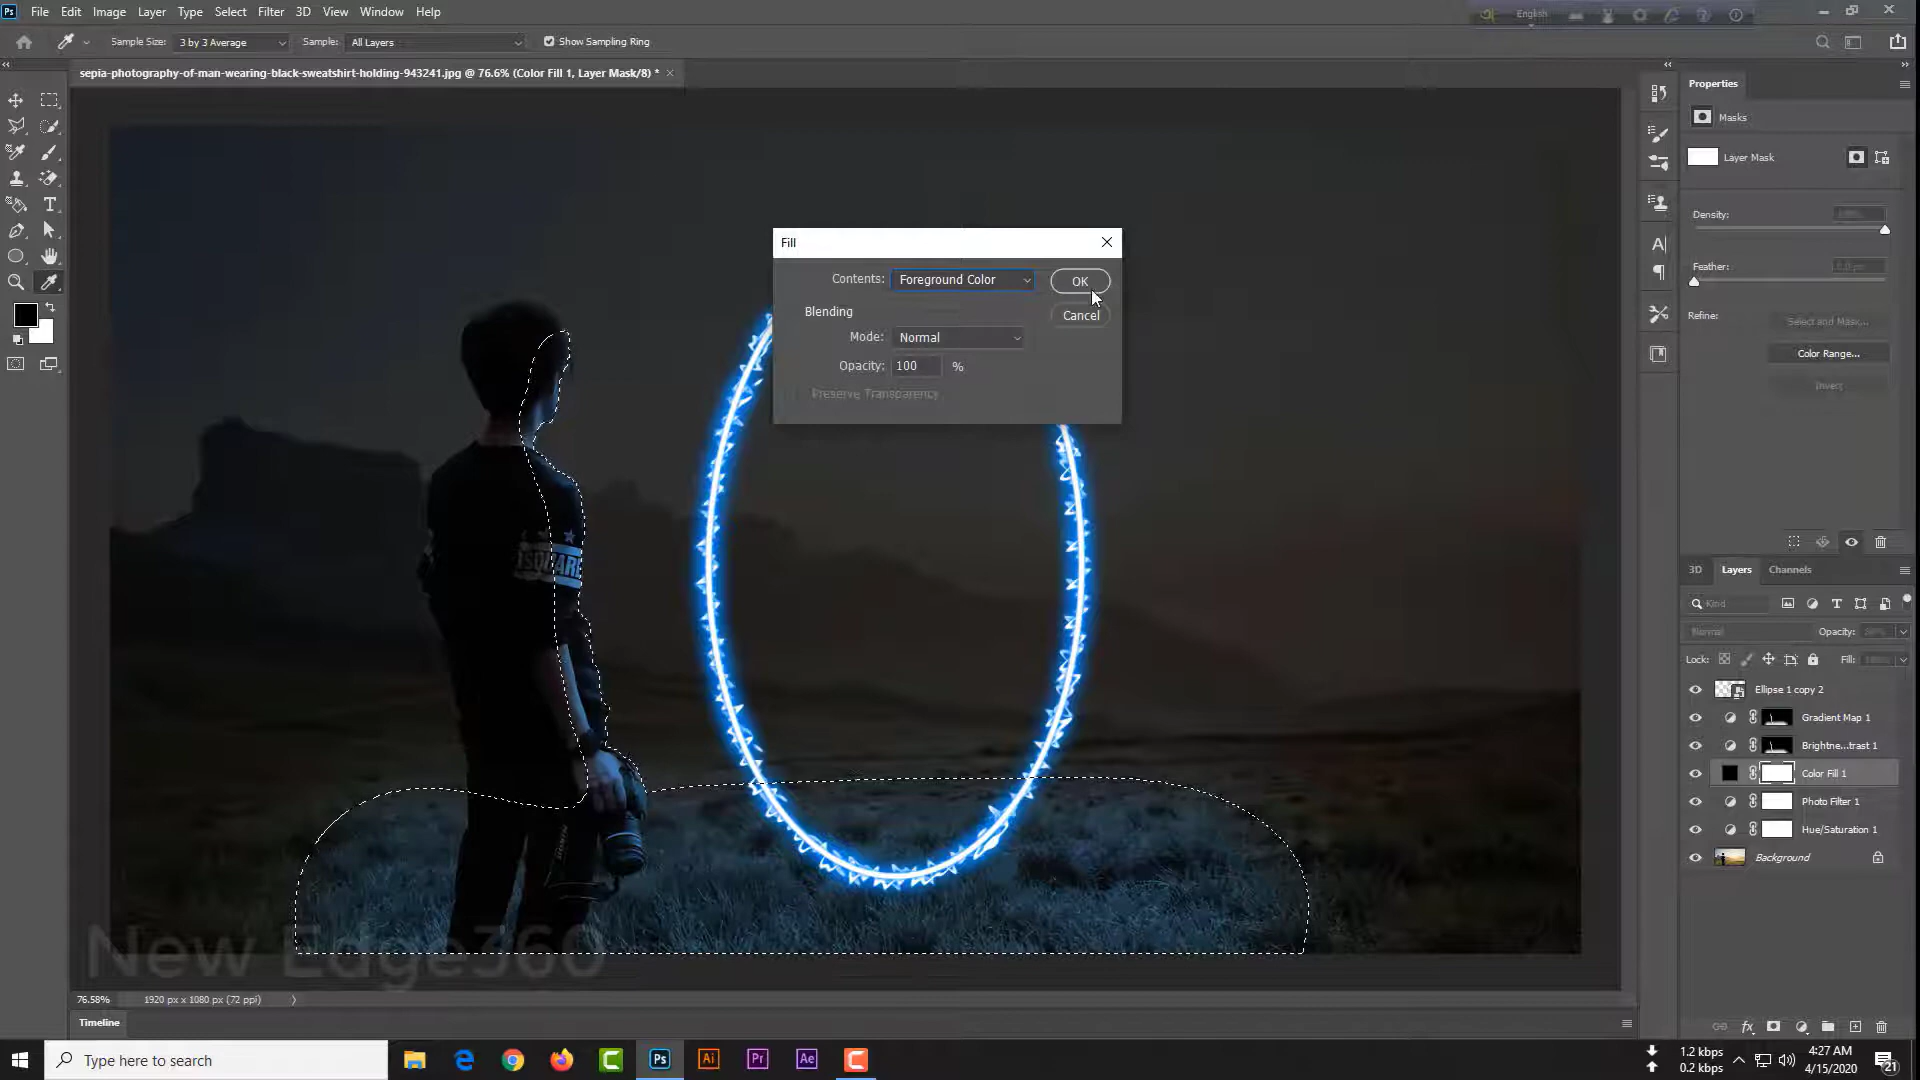 File Edit Image Layer Type Select Filter 3D View Window Help
English
Sample Size: 3 by 3 Average Sample: All Layers Show Sampling Ring
sepia-photography-of-man-wearing-black-sweatshirt-holding-943241.jpg @ 76.6% (Color Fill 1, Layer Mask/8) *
Properties
Masks
Layer Mask
Density:
Feather:
Refine:
Select and Mask...
Color Range...
Invert
Fill
Contents: Foreground Color
OK
Cancel
Blending
Mode: Normal
Opacity: 100 %
Preserve Transparency
3D Layers Channels
Kind
Normal Opacity:
Lock: Fill:
Ellipse 1 copy 2
Gradient Map 1
Brightne...trast 1
Color Fill 1
Photo Filter 1
Hue/Saturation 1
Background
New Edge360
76.58% 1920 px x 1080 px (72 ppi)
Timeline
Type here to search
Ps Ai Pr Ae
1.2 kbps
0.2 kbps
4:27 AM
4/15/2020
21